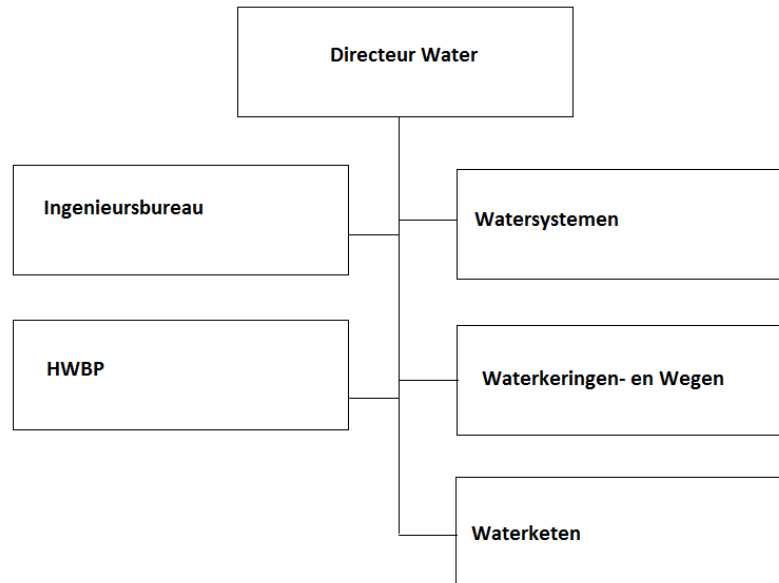 Directeur Water
Ingenieursbureau
Watersystemen
HWBP
Waterkeringen- en Wegen
Waterketen